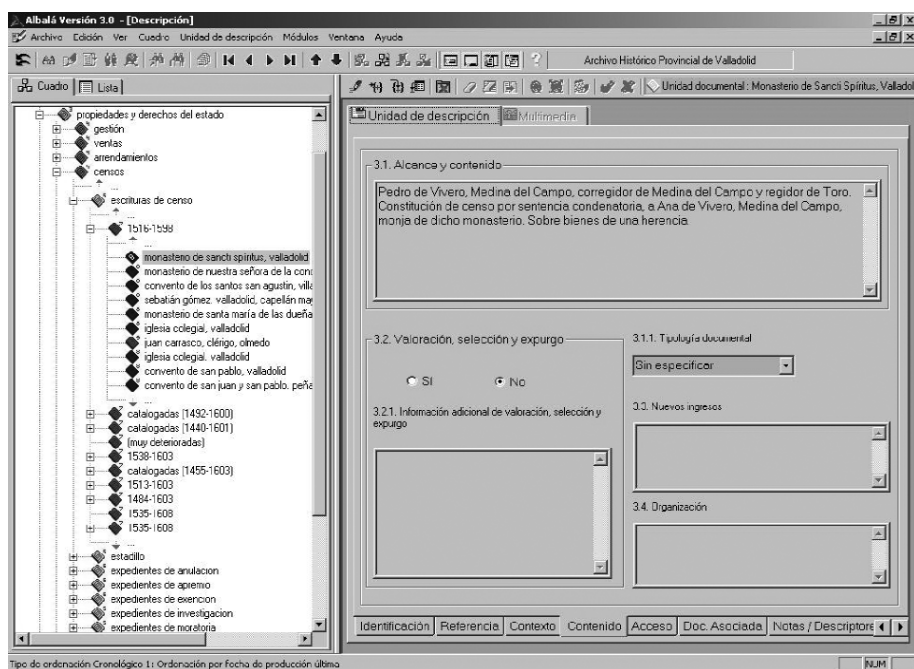 Albalá Versión 3.0 - [Descripción]
Archivo Edición Ver Cuadro Unidad de descripción Módulos Ventana Ayuda
Archivo Histórico Provincial de Valladolid
Cuadro Lista
propiedades y derechos del estado
gestión
ventas
arrendamientos
censos
...
escrituras de censo
...
1516-1598
...
monasterio de sancti spiritus, valladolid
monasterio de nuestra señora de la con
convento de los santos san agustin, villa
sebatián gómez. valladolid, capellán ma
monasterio de santa maría de las dueña
iglesia colegial, valladolid
juan carrasco, clérigo, olmedo
iglesia colegial. valladolid
convento de san pablo, valladolid
convento de san juan y san pablo. peña
...
catalogadas (1492-1600)
catalogadas (1440-1601)
(muy deterioradas)
1538-1603
catalogadas (1455-1603)
1513-1603
1484-1603
1535-1608
1535-1608
...
estadillo
expedientes de anulacion
expedientes de apremio
expedientes de exencion
expedientes de investigacion
expedientes de moratoria
Unidad documental : Monasterio de Sancti Spiritus, Vallado
Unidad de descripción Multimedia
3.1. Alcance y contenido
Pedro de Vivero, Medina del Campo, corregidor de Medina del Campo y regidor de Toro.
Constitución de censo por sentencia condenatoria, a Ana de Vivero, Medina del Campo,
monja de dicho monasterio. Sobre bienes de una herencia.
3.2. Valoración, selección y expurgo
Sí No
3.2.1. Información adicional de valoración, selección y
expurgo
3.1.1. Tipología documental
Sin especificar
3.3. Nuevos ingresos
3.4. Organización
Identificación Referencia Contexto Contenido Acceso Doc. Asociada Notas / Descriptore
Tipo de ordenación Cronológico 1: Ordenación por fecha de producción última
NUM